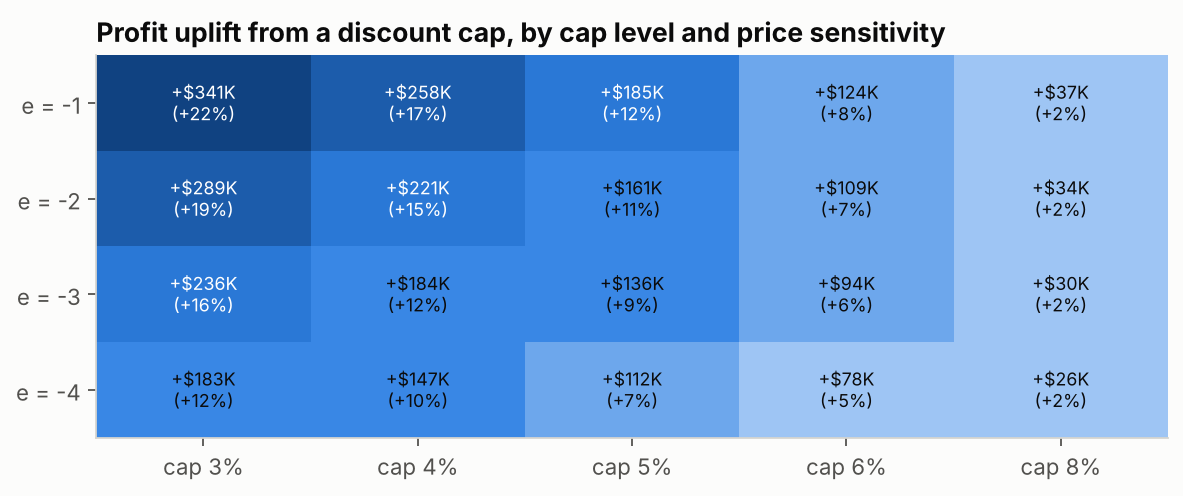 Profit uplift from a discount cap, by cap level and price sensitivity
e = -1
+$341K
(+22%)
+$258K
(+17%)
+$185K
(+12%)
+$124K
(+8%)
+$37K
(+2%)
e = -2
+$289K
(+19%)
+$221K
(+15%)
+$161K
(+11%)
+$109K
(+7%)
+$34K
(+2%)
e = -3
+$236K
(+16%)
+$184K
(+12%)
+$136K
(+9%)
+$94K
(+6%)
+$30K
(+2%)
e = -4
+$183K
(+12%)
+$147K
(+10%)
+$112K
(+7%)
+$78K
(+5%)
+$26K
(+2%)
cap 3%
cap 4%
cap 5%
cap 6%
cap 8%